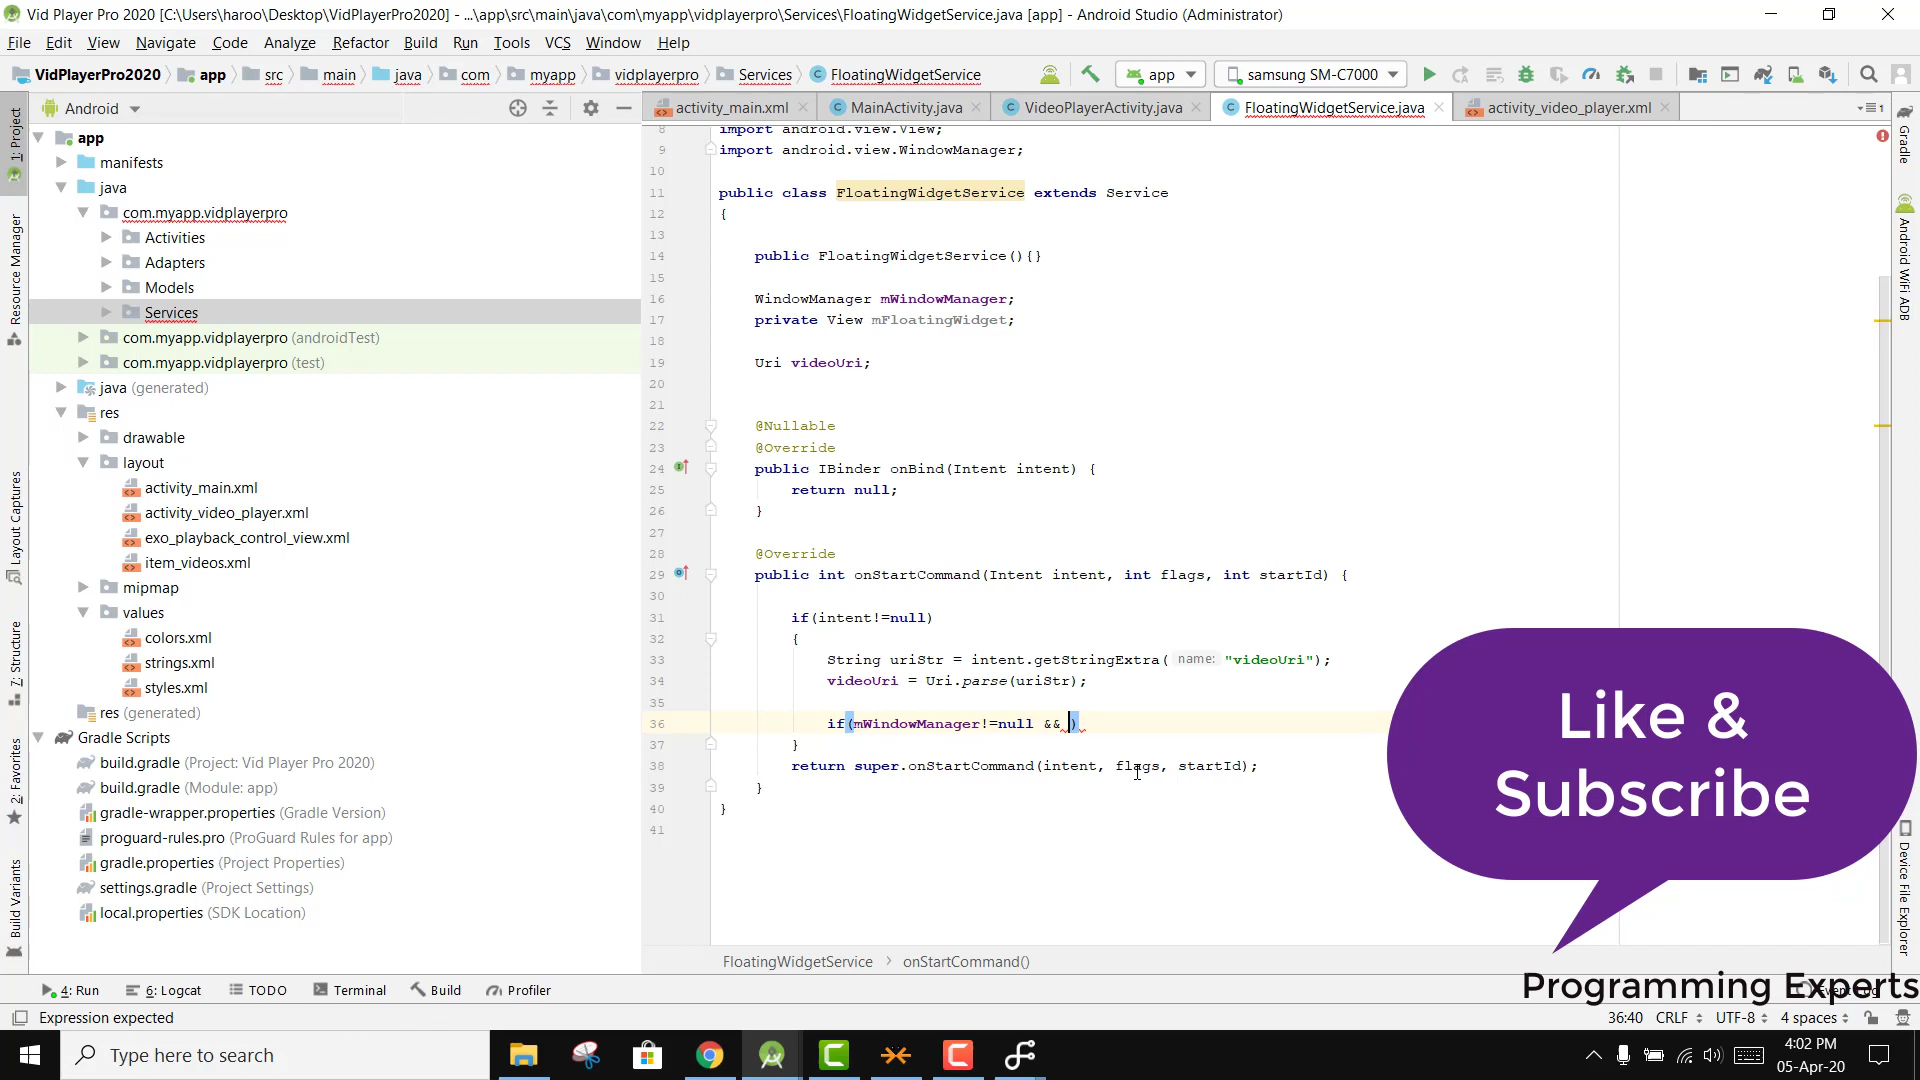 Vid Player Pro 2020 [C:\Users\haroo\Desktop\VidPlayerPro2020] - ...\app\src\main\java\com\myapp\vidplayerpro\Services\FloatingWidgetService.java [app] - Android Studio (Administrator)
File Edit View Navigate Code Analyze Refactor Build Run Tools VCS Window Help
VidPlayerPro2020 app src main java com myapp vidplayerpro Services FloatingWidgetService app samsung SM-C7000
Android
activity_main.xml MainActivity.java VideoPlayerActivity.java FloatingWidgetService.java activity_video_player.xml 1
1: Project
Resource Manager
Layout Captures
7: Structure
2: Favorites
Build Variants
app
manifests
java
com.myapp.vidplayerpro
Activities
Adapters
Models
Services
com.myapp.vidplayerpro (androidTest)
com.myapp.vidplayerpro (test)
java (generated)
res
drawable
layout
activity_main.xml
activity_video_player.xml
exo_playback_control_view.xml
item_videos.xml
mipmap
values
colors.xml
strings.xml
styles.xml
res (generated)
Gradle Scripts
build.gradle (Project: Vid Player Pro 2020)
build.gradle (Module: app)
gradle-wrapper.properties (Gradle Version)
proguard-rules.pro (ProGuard Rules for app)
gradle.properties (Project Properties)
settings.gradle (Project Settings)
local.properties (SDK Location)
8 import android.view.View;
9 import android.view.WindowManager;
10
11 public class FloatingWidgetService extends Service
12 {
13
14 public FloatingWidgetService(){}
15
16 WindowManager mWindowManager;
17 private View mFloatingWidget;
18
19 Uri videoUri;
20
21
22 @Nullable
23 @Override
24 public IBinder onBind(Intent intent) {
25 return null;
26 }
27
28 @Override
29 public int onStartCommand(Intent intent, int flags, int startId) {
30
31 if(intent!=null)
32 {
33 String uriStr = intent.getStringExtra( name: "videoUri");
34 videoUri = Uri.parse(uriStr);
35
36 if(mWindowManager!=null && )
37 }
38 return super.onStartCommand(intent, flags, startId);
39 }
40 }
41
Gradle
Android WiFi ADB
Device File Explorer
Like &
Subscribe
Programming Experts
FloatingWidgetService onStartCommand()
4: Run 6: Logcat TODO Terminal Build Profiler
Expression expected 36:40 CRLF UTF-8 4 spaces
Type here to search
4:02 PM
05-Apr-20